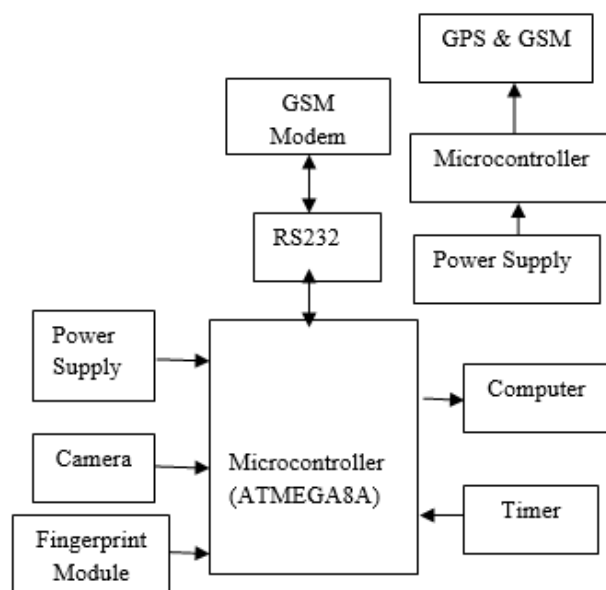 GPS & GSM
GSM
Modem
Microcontroller
RS232
Power Supply
Power
Supply
Computer
Camera
Microcontroller
(ATMEGA8A)
Timer
Fingerprint
Module